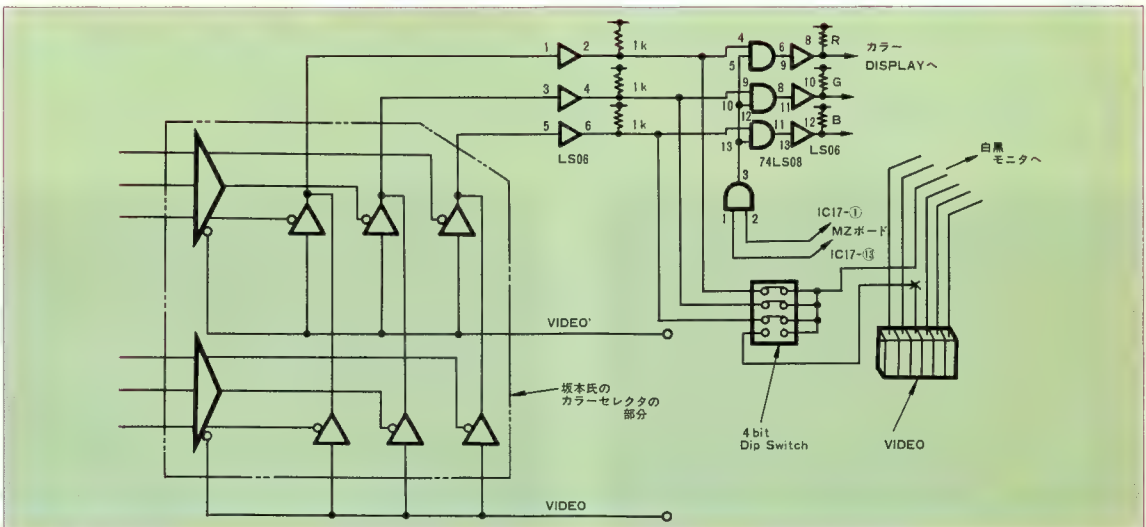 1 2 1k 4 5 6 9 8 R カラー
DISPLAYへ
3 4 1k 9 10 8 11 10 G
5 6 1k 12 13 11 13 12 B
LS06 74LS08 LS06
白黒
モニタへ
3
1 2
IC17-①
MZボード
IC17-⑬
VIDEO'
坂本氏の
カラーセレクタの
部分
4bit
Dip Switch
VIDEO
VIDEO